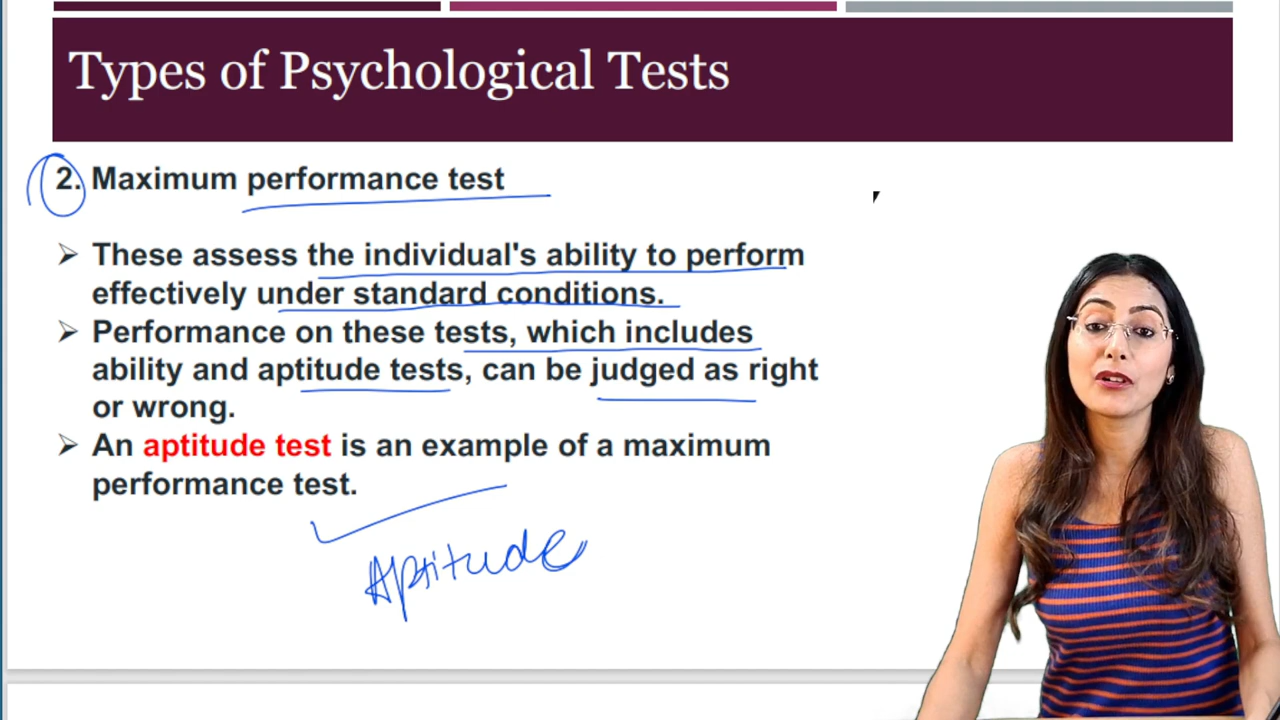 Types of Psychological Tests
2. Maximum performance test
➢ These assess the individual's ability to perform
effectively under standard conditions.
➢ Performance on these tests, which includes
ability and aptitude tests, can be judged as right
or wrong.
➢ An aptitude test is an example of a maximum
performance test.
Aptitude